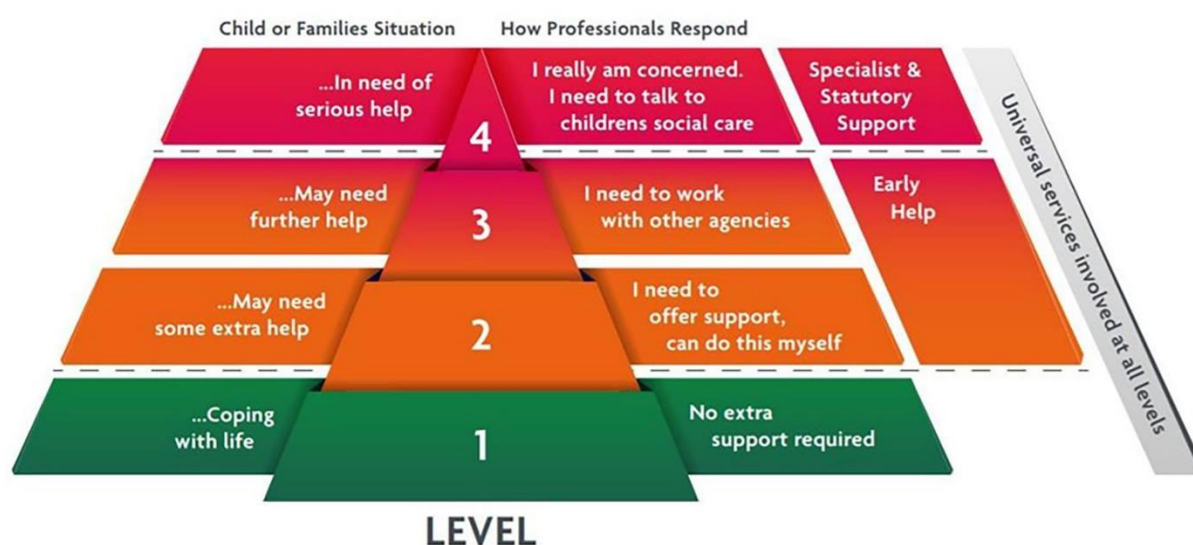 Child or Families Situation
How Professionals Respond
...In need of
serious help
4
I really am concerned.
I need to talk to
childrens social care
Specialist &
Statutory
Support
...May need
further help
3
I need to work
with other agencies
Early
Help
...May need
some extra help
2
I need to
offer support,
can do this myself
...Coping
with life
1
No extra
support required
Universal services involved at all levels
LEVEL